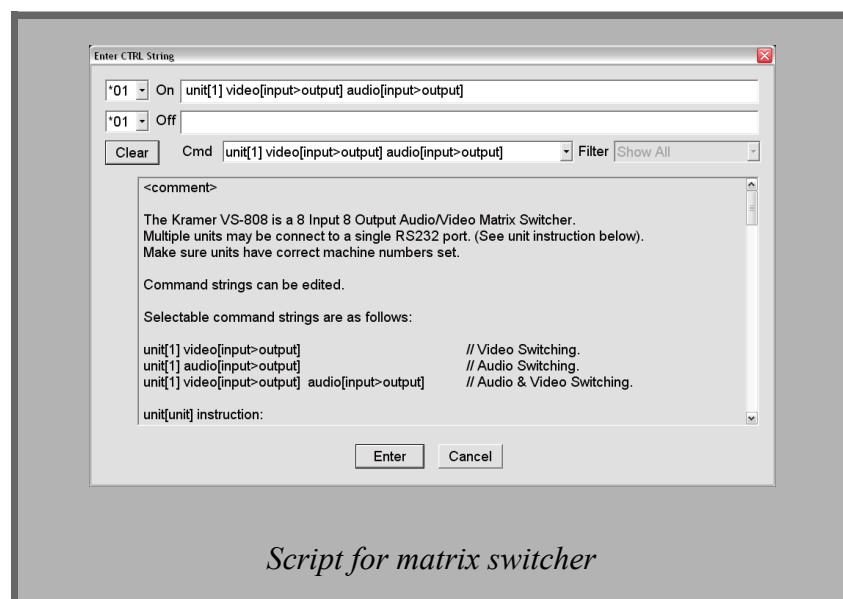 Enter CTRL String
*01 On unit[1] video[input>output] audio[input>output]
*01 Off
Clear Cmd unit[1] video[input>output] audio[input>output] Filter Show All
<comment>
The Kramer VS-808 is a 8 Input 8 Output Audio/Video Matrix Switcher.
Multiple units may be connect to a single RS232 port. (See unit instruction below).
Make sure units have correct machine numbers set.
Command strings can be edited.
Selectable command strings are as follows:
unit[1] video[input>output] // Video Switching.
unit[1] audio[input>output] // Audio Switching.
unit[1] video[input>output] audio[input>output] // Audio & Video Switching.
unit[unit] instruction:
Enter Cancel
Script for matrix switcher